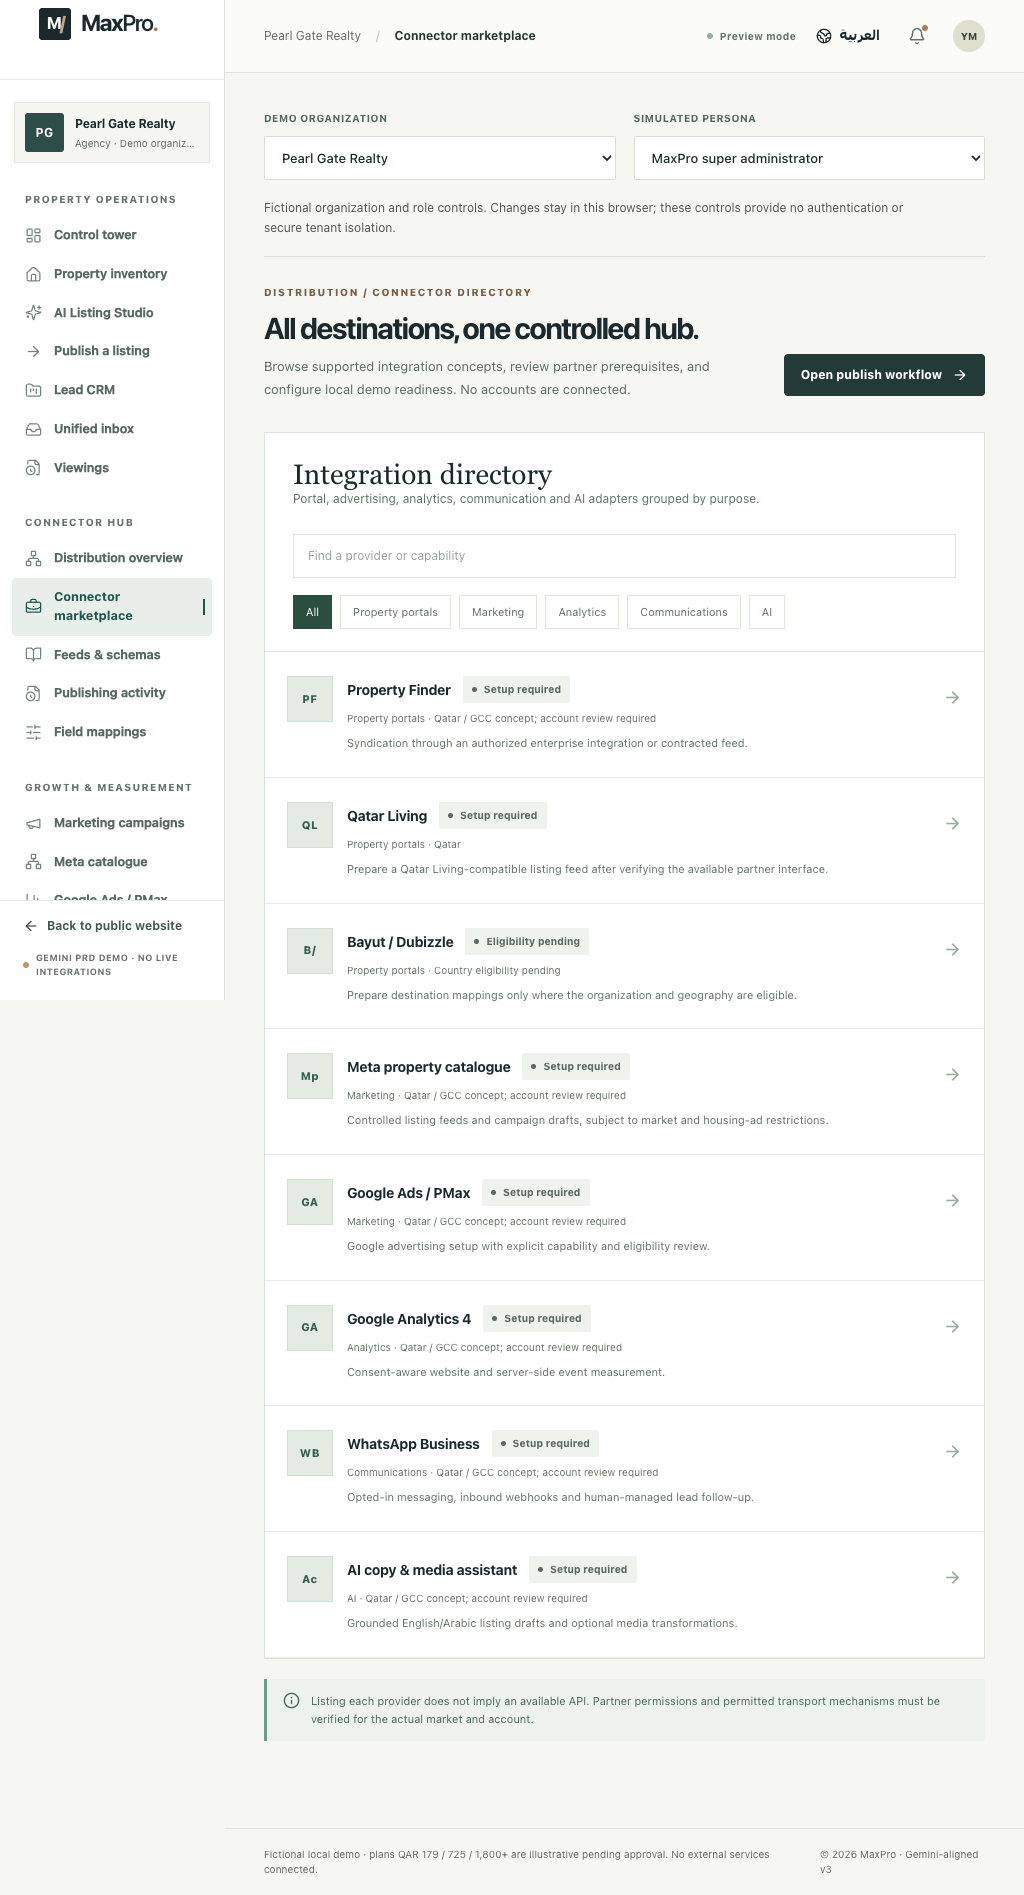 M/ MaxPro.
PG
Pearl Gate Realty
Agency · Demo organiz...
PROPERTY OPERATIONS
Control tower
Property inventory
AI Listing Studio
Publish a listing
Lead CRM
Unified inbox
Viewings
CONNECTOR HUB
Distribution overview
Connector
marketplace
Feeds & schemas
Publishing activity
Field mappings
GROWTH & MEASUREMENT
Marketing campaigns
Meta catalogue
Google Ads / PMax
Back to public website
GEMINI PRD DEMO · NO LIVE
INTEGRATIONS
Pearl Gate Realty / Connector marketplace
Preview mode
العربية
YM
DEMO ORGANIZATION
Pearl Gate Realty
SIMULATED PERSONA
MaxPro super administrator
Fictional organization and role controls. Changes stay in this browser; these controls provide no authentication or
secure tenant isolation.
DISTRIBUTION / CONNECTOR DIRECTORY
All destinations, one controlled hub.
Browse supported integration concepts, review partner prerequisites, and
configure local demo readiness. No accounts are connected.
Open publish workflow
Integration directory
Portal, advertising, analytics, communication and AI adapters grouped by purpose.
Find a provider or capability
All
Property portals
Marketing
Analytics
Communications
AI
PF
Property Finder
Setup required
Property portals · Qatar / GCC concept; account review required
Syndication through an authorized enterprise integration or contracted feed.
QL
Qatar Living
Setup required
Property portals · Qatar
Prepare a Qatar Living-compatible listing feed after verifying the available partner interface.
B/
Bayut / Dubizzle
Eligibility pending
Property portals · Country eligibility pending
Prepare destination mappings only where the organization and geography are eligible.
Mp
Meta property catalogue
Setup required
Marketing · Qatar / GCC concept; account review required
Controlled listing feeds and campaign drafts, subject to market and housing-ad restrictions.
GA
Google Ads / PMax
Setup required
Marketing · Qatar / GCC concept; account review required
Google advertising setup with explicit capability and eligibility review.
GA
Google Analytics 4
Setup required
Analytics · Qatar / GCC concept; account review required
Consent-aware website and server-side event measurement.
WB
WhatsApp Business
Setup required
Communications · Qatar / GCC concept; account review required
Opted-in messaging, inbound webhooks and human-managed lead follow-up.
Ac
AI copy & media assistant
Setup required
AI · Qatar / GCC concept; account review required
Grounded English/Arabic listing drafts and optional media transformations.
Listing each provider does not imply an available API. Partner permissions and permitted transport mechanisms must be
verified for the actual market and account.
Fictional local demo · plans QAR 179 / 725 / 1,800+ are illustrative pending approval. No external services
connected.
© 2026 MaxPro · Gemini-aligned
v3